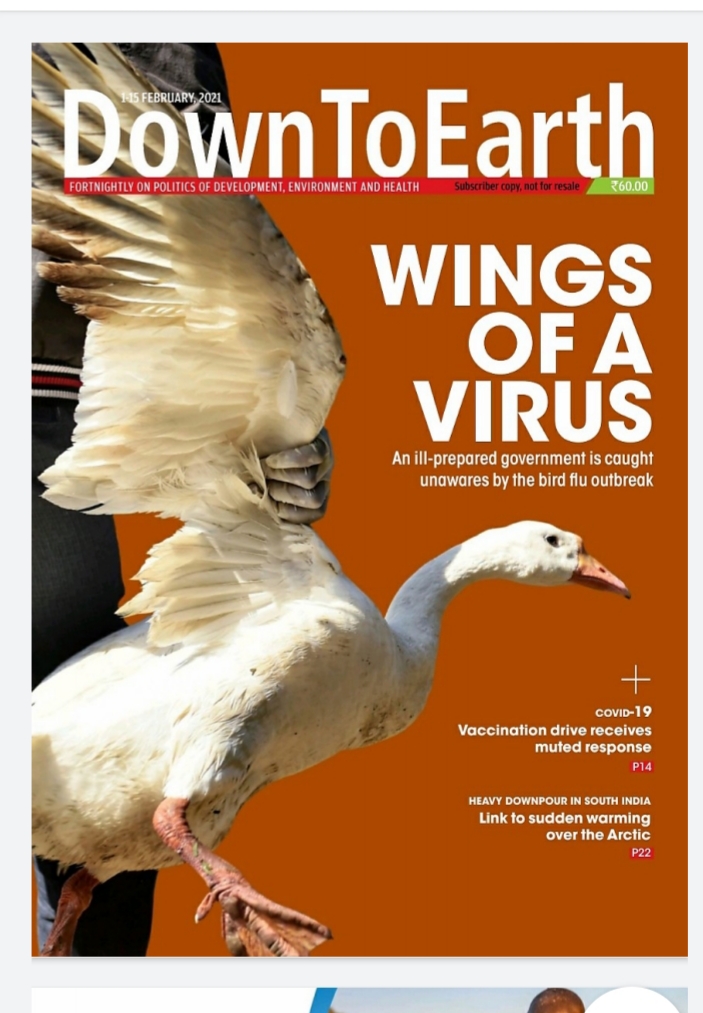 1-15 FEBRUARY, 2021
DownToEarth
FORTNIGHTLY ON POLITICS OF DEVELOPMENT, ENVIRONMENT AND HEALTH
Subscriber copy, not for resale
₹60.00
WINGS
OF A
VIRUS
An ill-prepared government is caught
unawares by the bird flu outbreak
COVID-19
Vaccination drive receives
muted response
P14
HEAVY DOWNPOUR IN SOUTH INDIA
Link to sudden warming
over the Arctic
P22